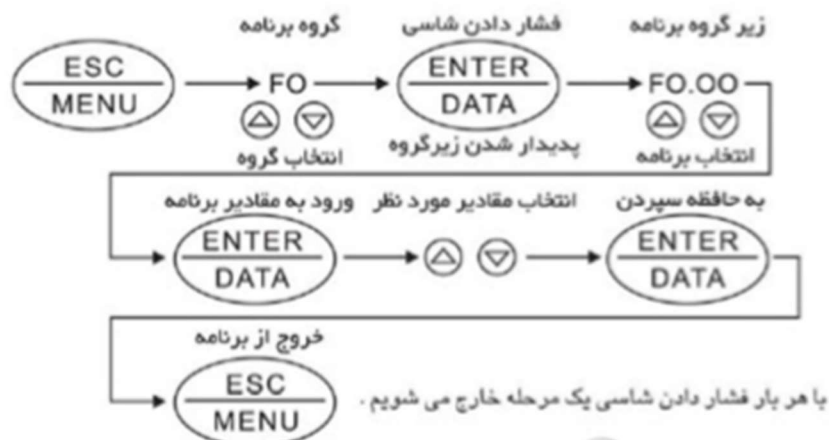 گروه برنامه
فشار دادن شاسی
زیر گروه برنامه
ESC
MENU
FO
ENTER
DATA
FO.OO
انتخاب گروه
پدیدار شدن زیرگروه
انتخاب برنامه
ورود به مقادیر برنامه
انتخاب مقادیر مورد نظر
به حافظه سپردن
ENTER
DATA
ENTER
DATA
خروج از برنامه
ESC
MENU
با هر بار فشار دادن شاسی یک مرحله خارج می شویم .